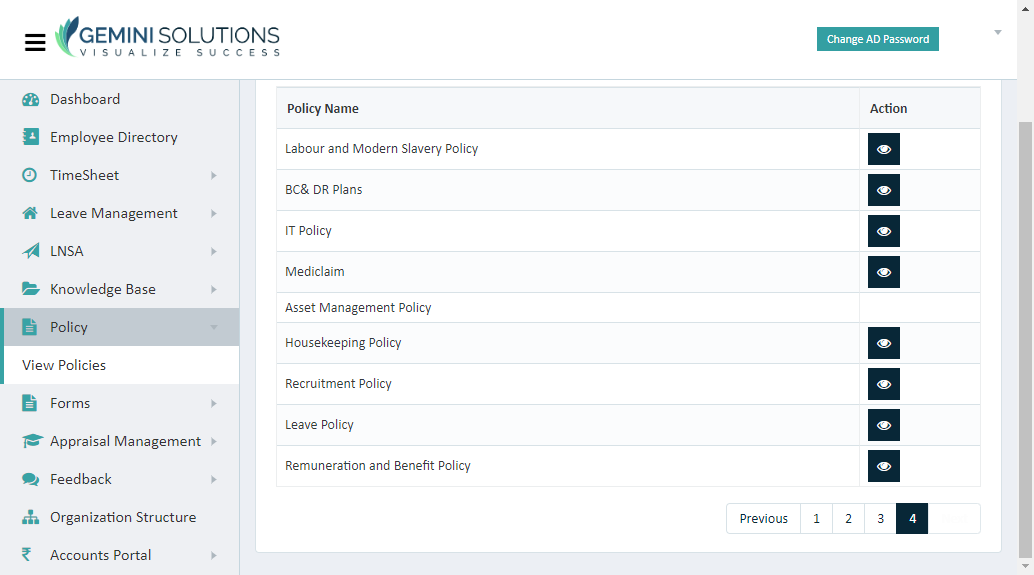 GEMINI SOLUTIONS
VISUALIZE SUCCESS
Change AD Password
Dashboard
Employee Directory
TimeSheet
Leave Management
LNSA
Knowledge Base
Policy
View Policies
Forms
Appraisal Management
Feedback
Organization Structure
₹ Accounts Portal
Policy Name Action
Labour and Modern Slavery Policy
BC& DR Plans
IT Policy
Mediclaim
Asset Management Policy
Housekeeping Policy
Recruitment Policy
Leave Policy
Remuneration and Benefit Policy
Previous 1 2 3 4